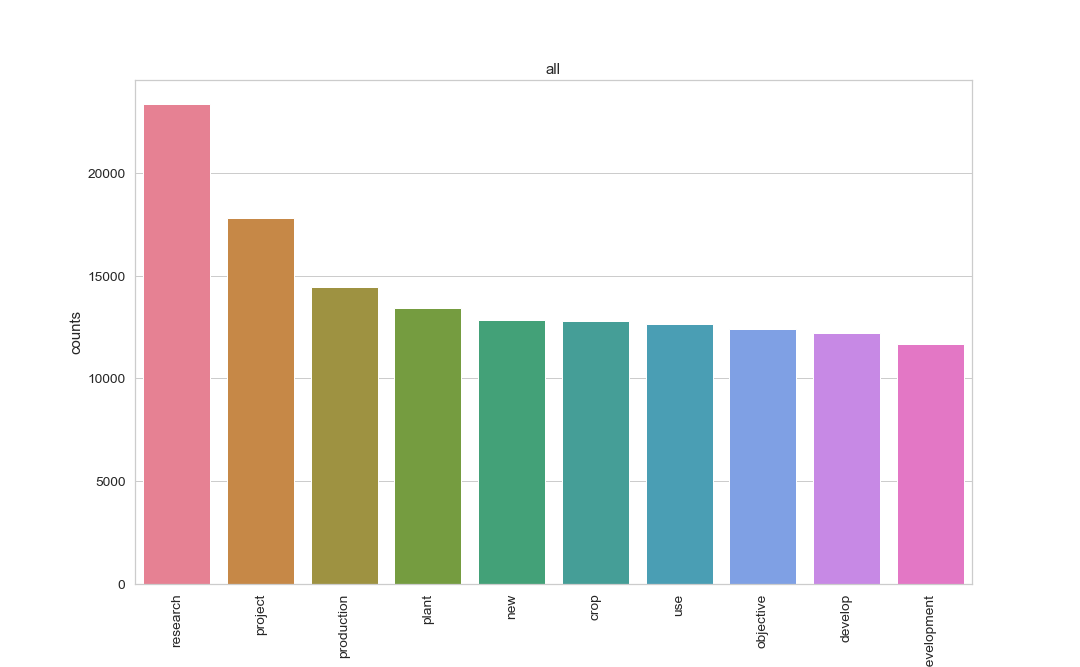 all
counts
20000
15000
10000
5000
0
research
project
production
plant
new
crop
use
objective
develop
evelopment